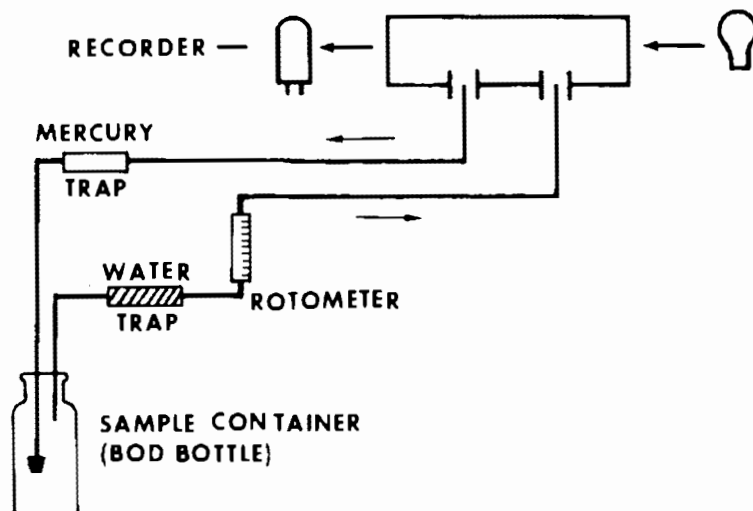 RECORDER
MERCURY
TRAP
WATER
TRAP
ROTOMETER
SAMPLE CONTAINER
(BOD BOTTLE)